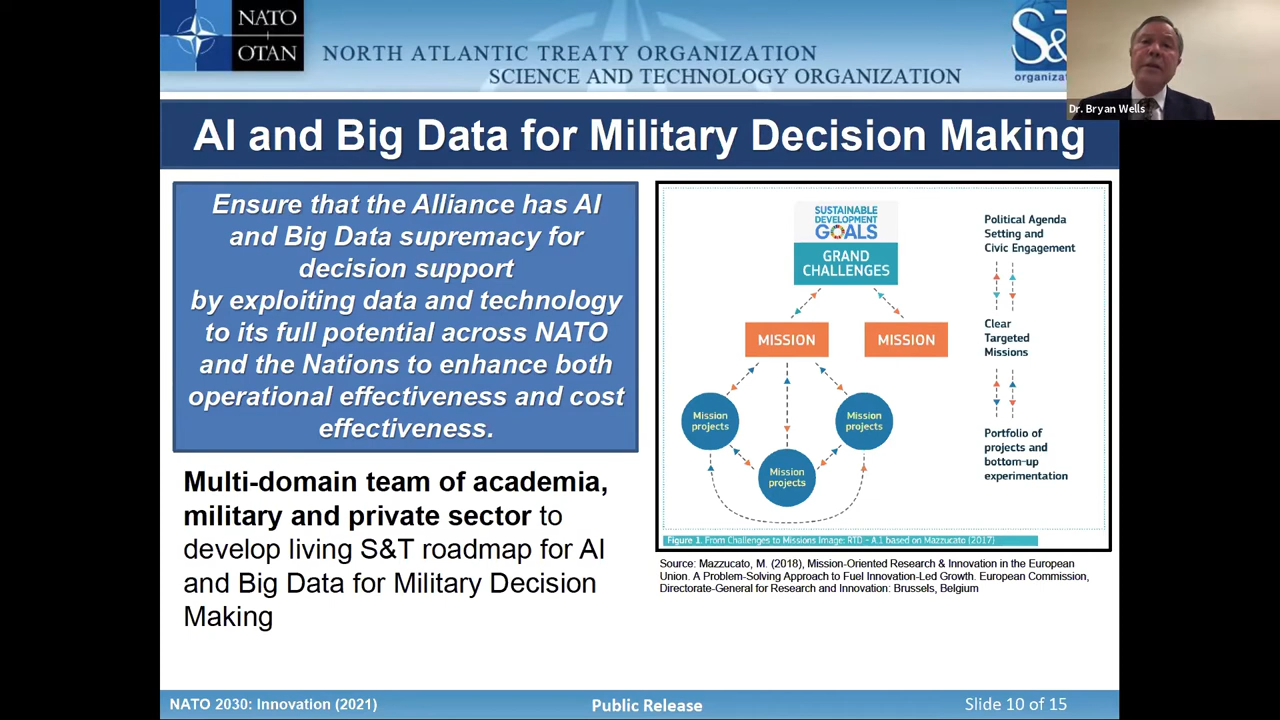 NATO
OTAN
NORTH ATLANTIC TREATY ORGANIZATION
SCIENCE AND TECHNOLOGY ORGANIZATION
S&
organiz
Dr. Bryan Wells
AI and Big Data for Military Decision Making
Ensure that the Alliance has AI
and Big Data supremacy for
decision support
by exploiting data and technology
to its full potential across NATO
and the Nations to enhance both
operational effectiveness and cost
effectiveness.
Multi-domain team of academia,
military and private sector to
develop living S&T roadmap for AI
and Big Data for Military Decision
Making
SUSTAINABLE
DEVELOPMENT
GOALS
GRAND
CHALLENGES
MISSION
MISSION
Mission
projects
Mission
projects
Mission
projects
Political Agenda
Setting and
Civic Engagement
Clear
Targeted
Missions
Portfolio of
projects and
bottom-up
experimentation
Figure 1. From Challenges to Missions Image: RTD - A.1 based on Mazzucato (2017)
Source: Mazzucato, M. (2018), Mission-Oriented Research & Innovation in the European
Union. A Problem-Solving Approach to Fuel Innovation-Led Growth. European Commission,
Directorate-General for Research and Innovation: Brussels, Belgium
NATO 2030: Innovation (2021)
Public Release
Slide 10 of 15